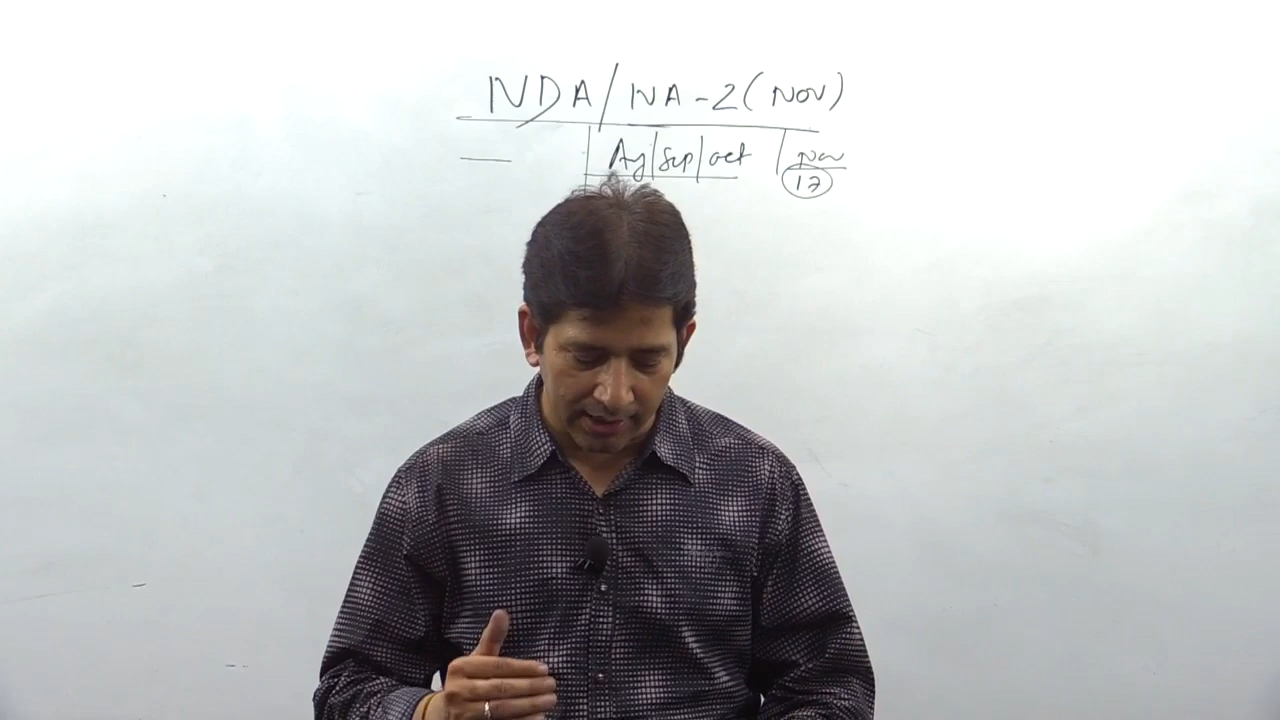 NDA/NA-2(NOV)
— | Ag|Sep|oct | Nov
17